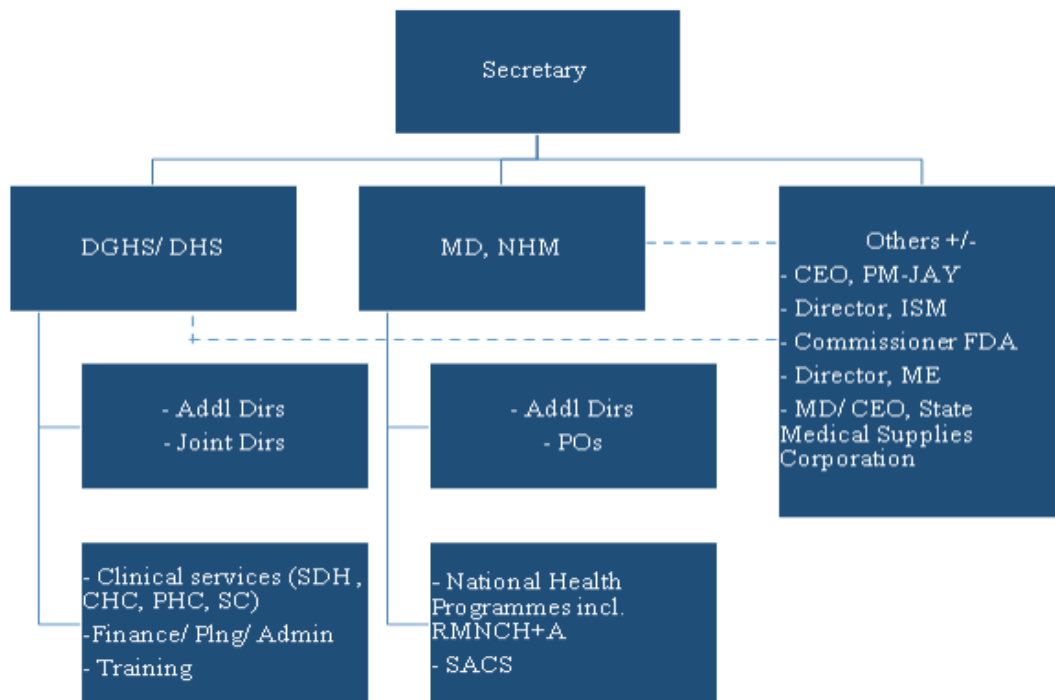 Secretary
DGHS/ DHS
MD, NHM
Others +/-
- CEO, PM-JAY
- Director, ISM
- Commissioner FDA
- Director, ME
- MD/ CEO, State
Medical Supplies
Corporation
- Addl Dirs
- Joint Dirs
- Addl Dirs
- POs
- Clinical services (SDH ,
CHC, PHC, SC)
-Finance/ Plng/ Admin
- Training
- National Health
Programmes incl.
RMNCH+A
- SACS